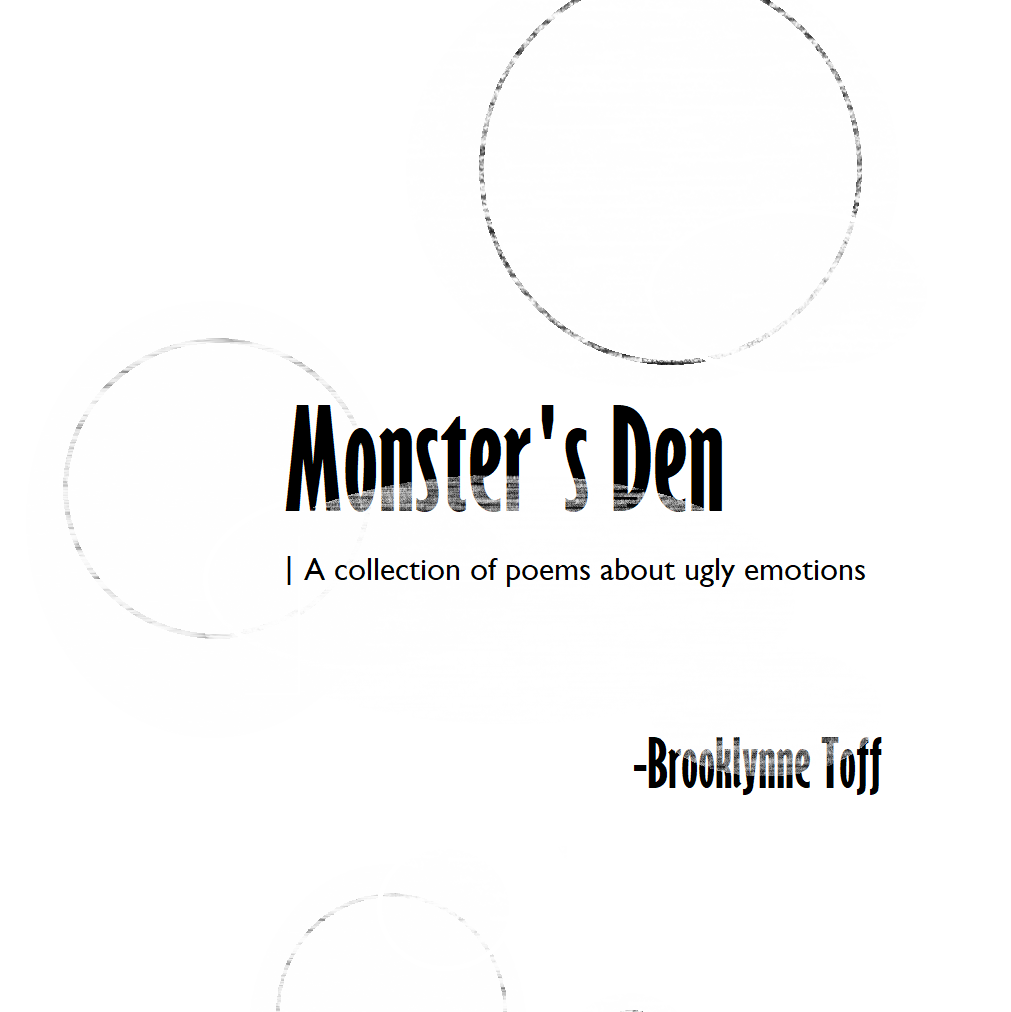 Monster's Den
| A collection of poems about ugly emotions
-Brooklynne Toff